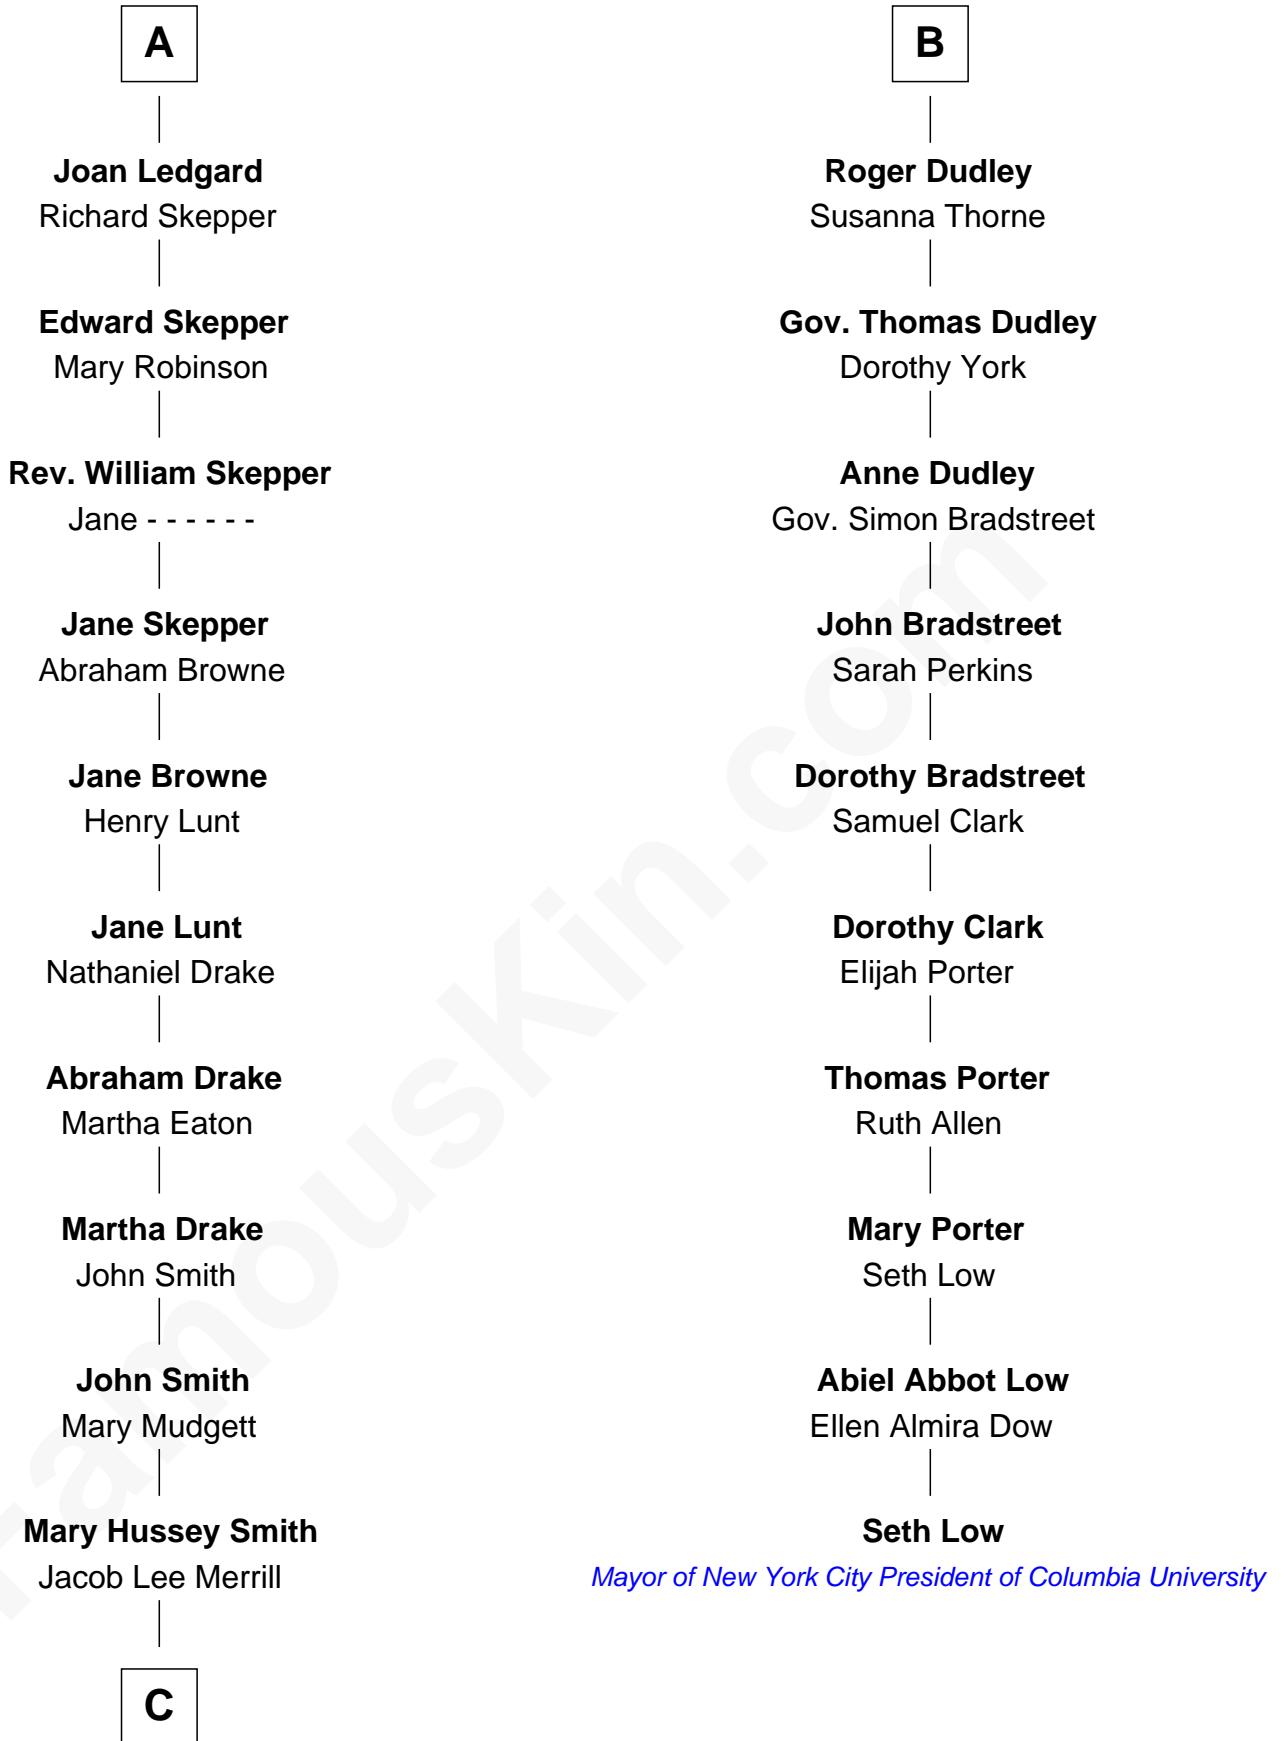 A
Joan Ledgard
Richard Skepper
Edward Skepper
Mary Robinson
Rev. William Skepper
Jane - - - - - -
Jane Skepper
Abraham Browne
Jane Browne
Henry Lunt
Jane Lunt
Nathaniel Drake
Abraham Drake
Martha Eaton
Martha Drake
John Smith
John Smith
Mary Mudgett
Mary Hussey Smith
Jacob Lee Merrill
C
B
Roger Dudley
Susanna Thorne
Gov. Thomas Dudley
Dorothy York
Anne Dudley
Gov. Simon Bradstreet
John Bradstreet
Sarah Perkins
Dorothy Bradstreet
Samuel Clark
Dorothy Clark
Elijah Porter
Thomas Porter
Ruth Allen
Mary Porter
Seth Low
Abiel Abbot Low
Ellen Almira Dow
Seth Low
Mayor of New York City President of Columbia University
FamousKin.com